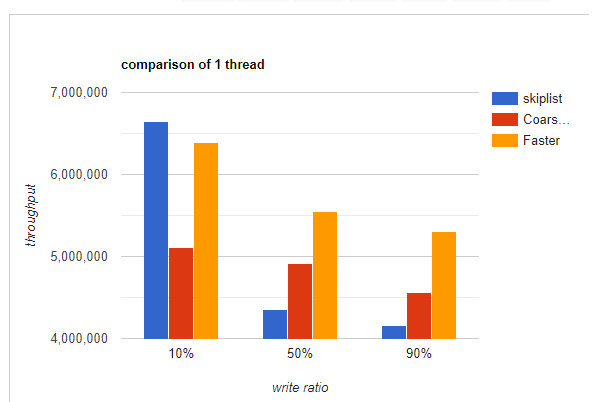 comparison of 1 thread
7,000,000
6,000,000
5,000,000
4,000,000
throughput
10%
50%
90%
write ratio
skiplist
Coars...
Faster